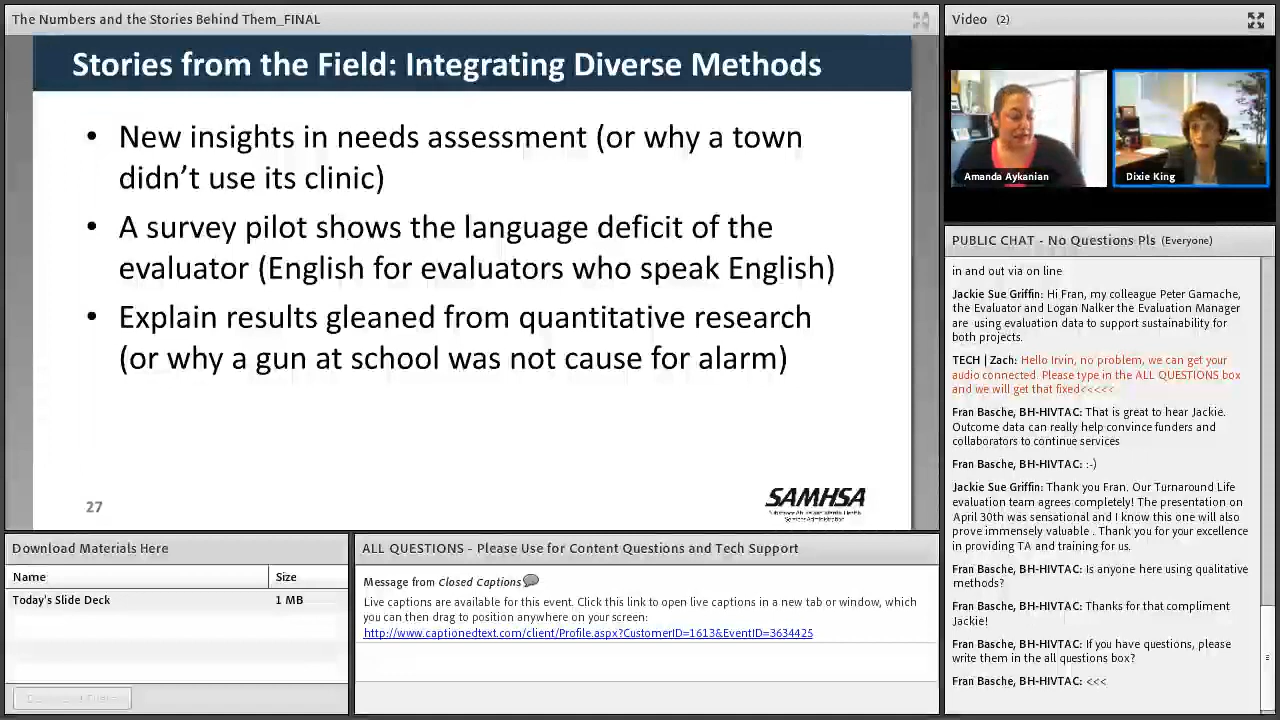 The Numbers and the Stories Behind Them_FINAL
Stories from the Field: Integrating Diverse Methods
• New insights in needs assessment (or why a town
didn't use its clinic)
• A survey pilot shows the language deficit of the
evaluator (English for evaluators who speak English)
• Explain results gleaned from quantitative research
(or why a gun at school was not cause for alarm)
27
SAMHSA
Video (2)
Amanda Aykanian
Dixie King
PUBLIC CHAT - No Questions Pls (Everyone)
in and out via on line
Jackie Sue Griffin: Hi Fran, my colleague Peter Gamache,
the Evaluator and Logan Nalker the Evaluation Manager
are using evaluation data to support sustainability for
both projects.
TECH | Zach: Hello Irvin, no problem, we can get your
audio connected. Please type in the ALL QUESTIONS box
and we will get that fixed<<<<<
Fran Basche, BH-HIVTAC: That is great to hear Jackie.
Outcome data can really help convince funders and
collaborators to continue services
Fran Basche, BH-HIVTAC: :-)
Jackie Sue Griffin: Thank you Fran. Our Turnaround Life
evaluation team agrees completely! The presentation on
April 30th was sensational and I know this one will also
prove immensely valuable . Thank you for your excellence
in providing TA and training for us.
Fran Basche, BH-HIVTAC: Is anyone here using qualitative
methods?
Fran Basche, BH-HIVTAC: Thanks for that compliment
Jackie!
Fran Basche, BH-HIVTAC: If you have questions, please
write them in the all questions box?
Fran Basche, BH-HIVTAC: <<<
Download Materials Here
Name Size
Today's Slide Deck 1 MB
ALL QUESTIONS - Please Use for Content Questions and Tech Support
Message from Closed Captions
Live captions are available for this event. Click this link to open live captions in a new tab or window, which
you can then drag to position anywhere on your screen:
http://www.captionedtext.com/client/Profile.aspx?CustomerID=1613&EventID=3634425